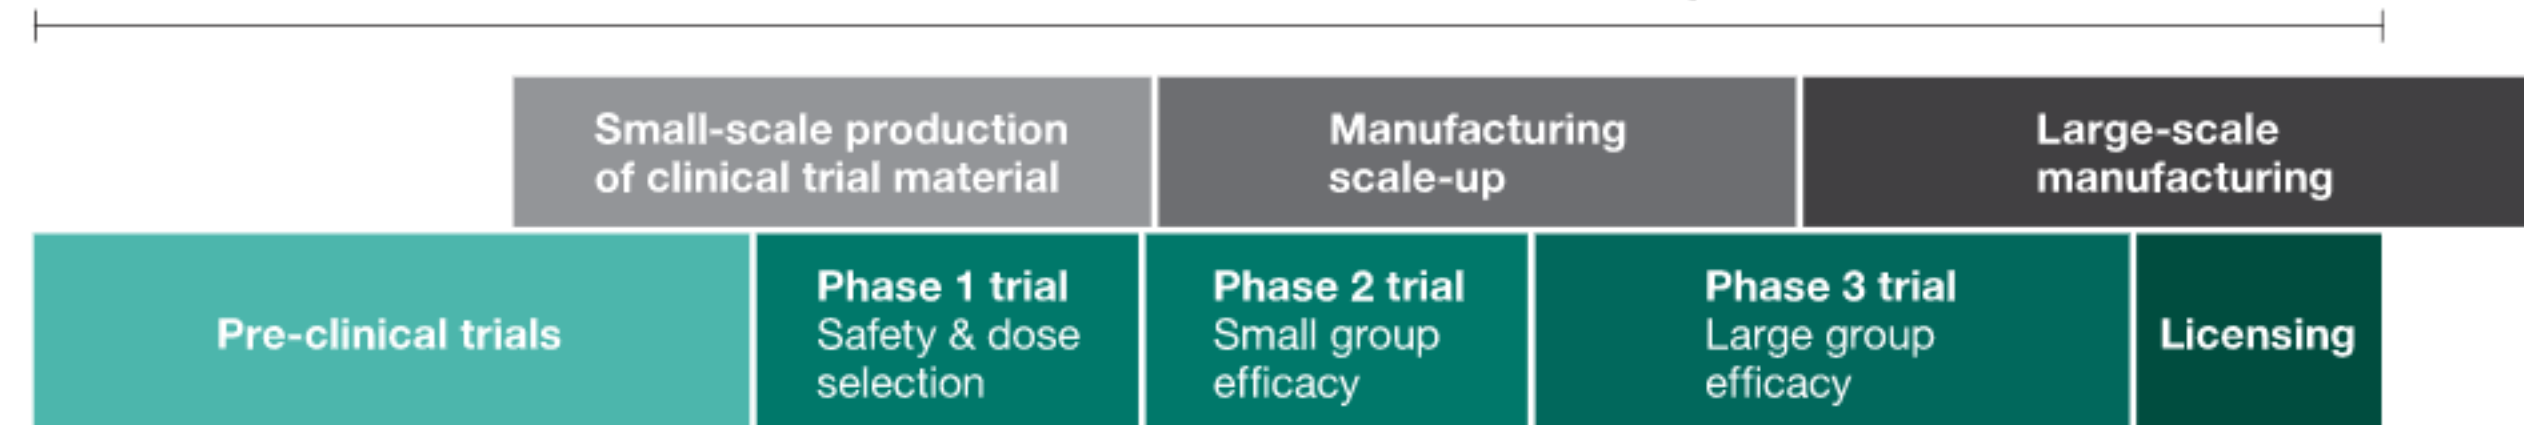 Small-scale production
of clinical trial material
Manufacturing
scale-up
Large-scale
manufacturing
Pre-clinical trials
Phase 1 trial
Safety & dose
selection
Phase 2 trial
Small group
efficacy
Phase 3 trial
Large group
efficacy
Licensing